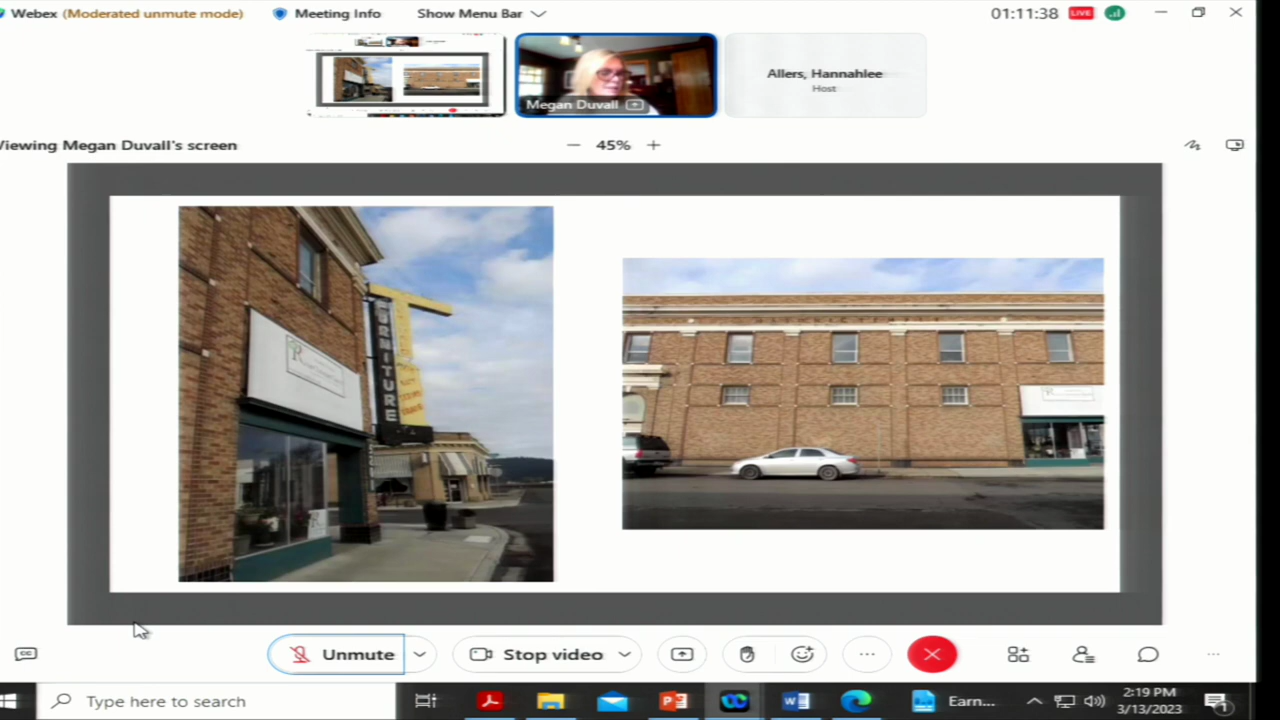 Webex (Moderated unmute mode)
Meeting Info
Show Menu Bar
01:11:38
LIVE
Megan Duvall
Allers, Hannahlee
Host
Viewing Megan Duvall's screen
45%
FURNITURE
CC
Unmute
Stop video
Type here to search
Earn...
2:19 PM
3/13/2023
1